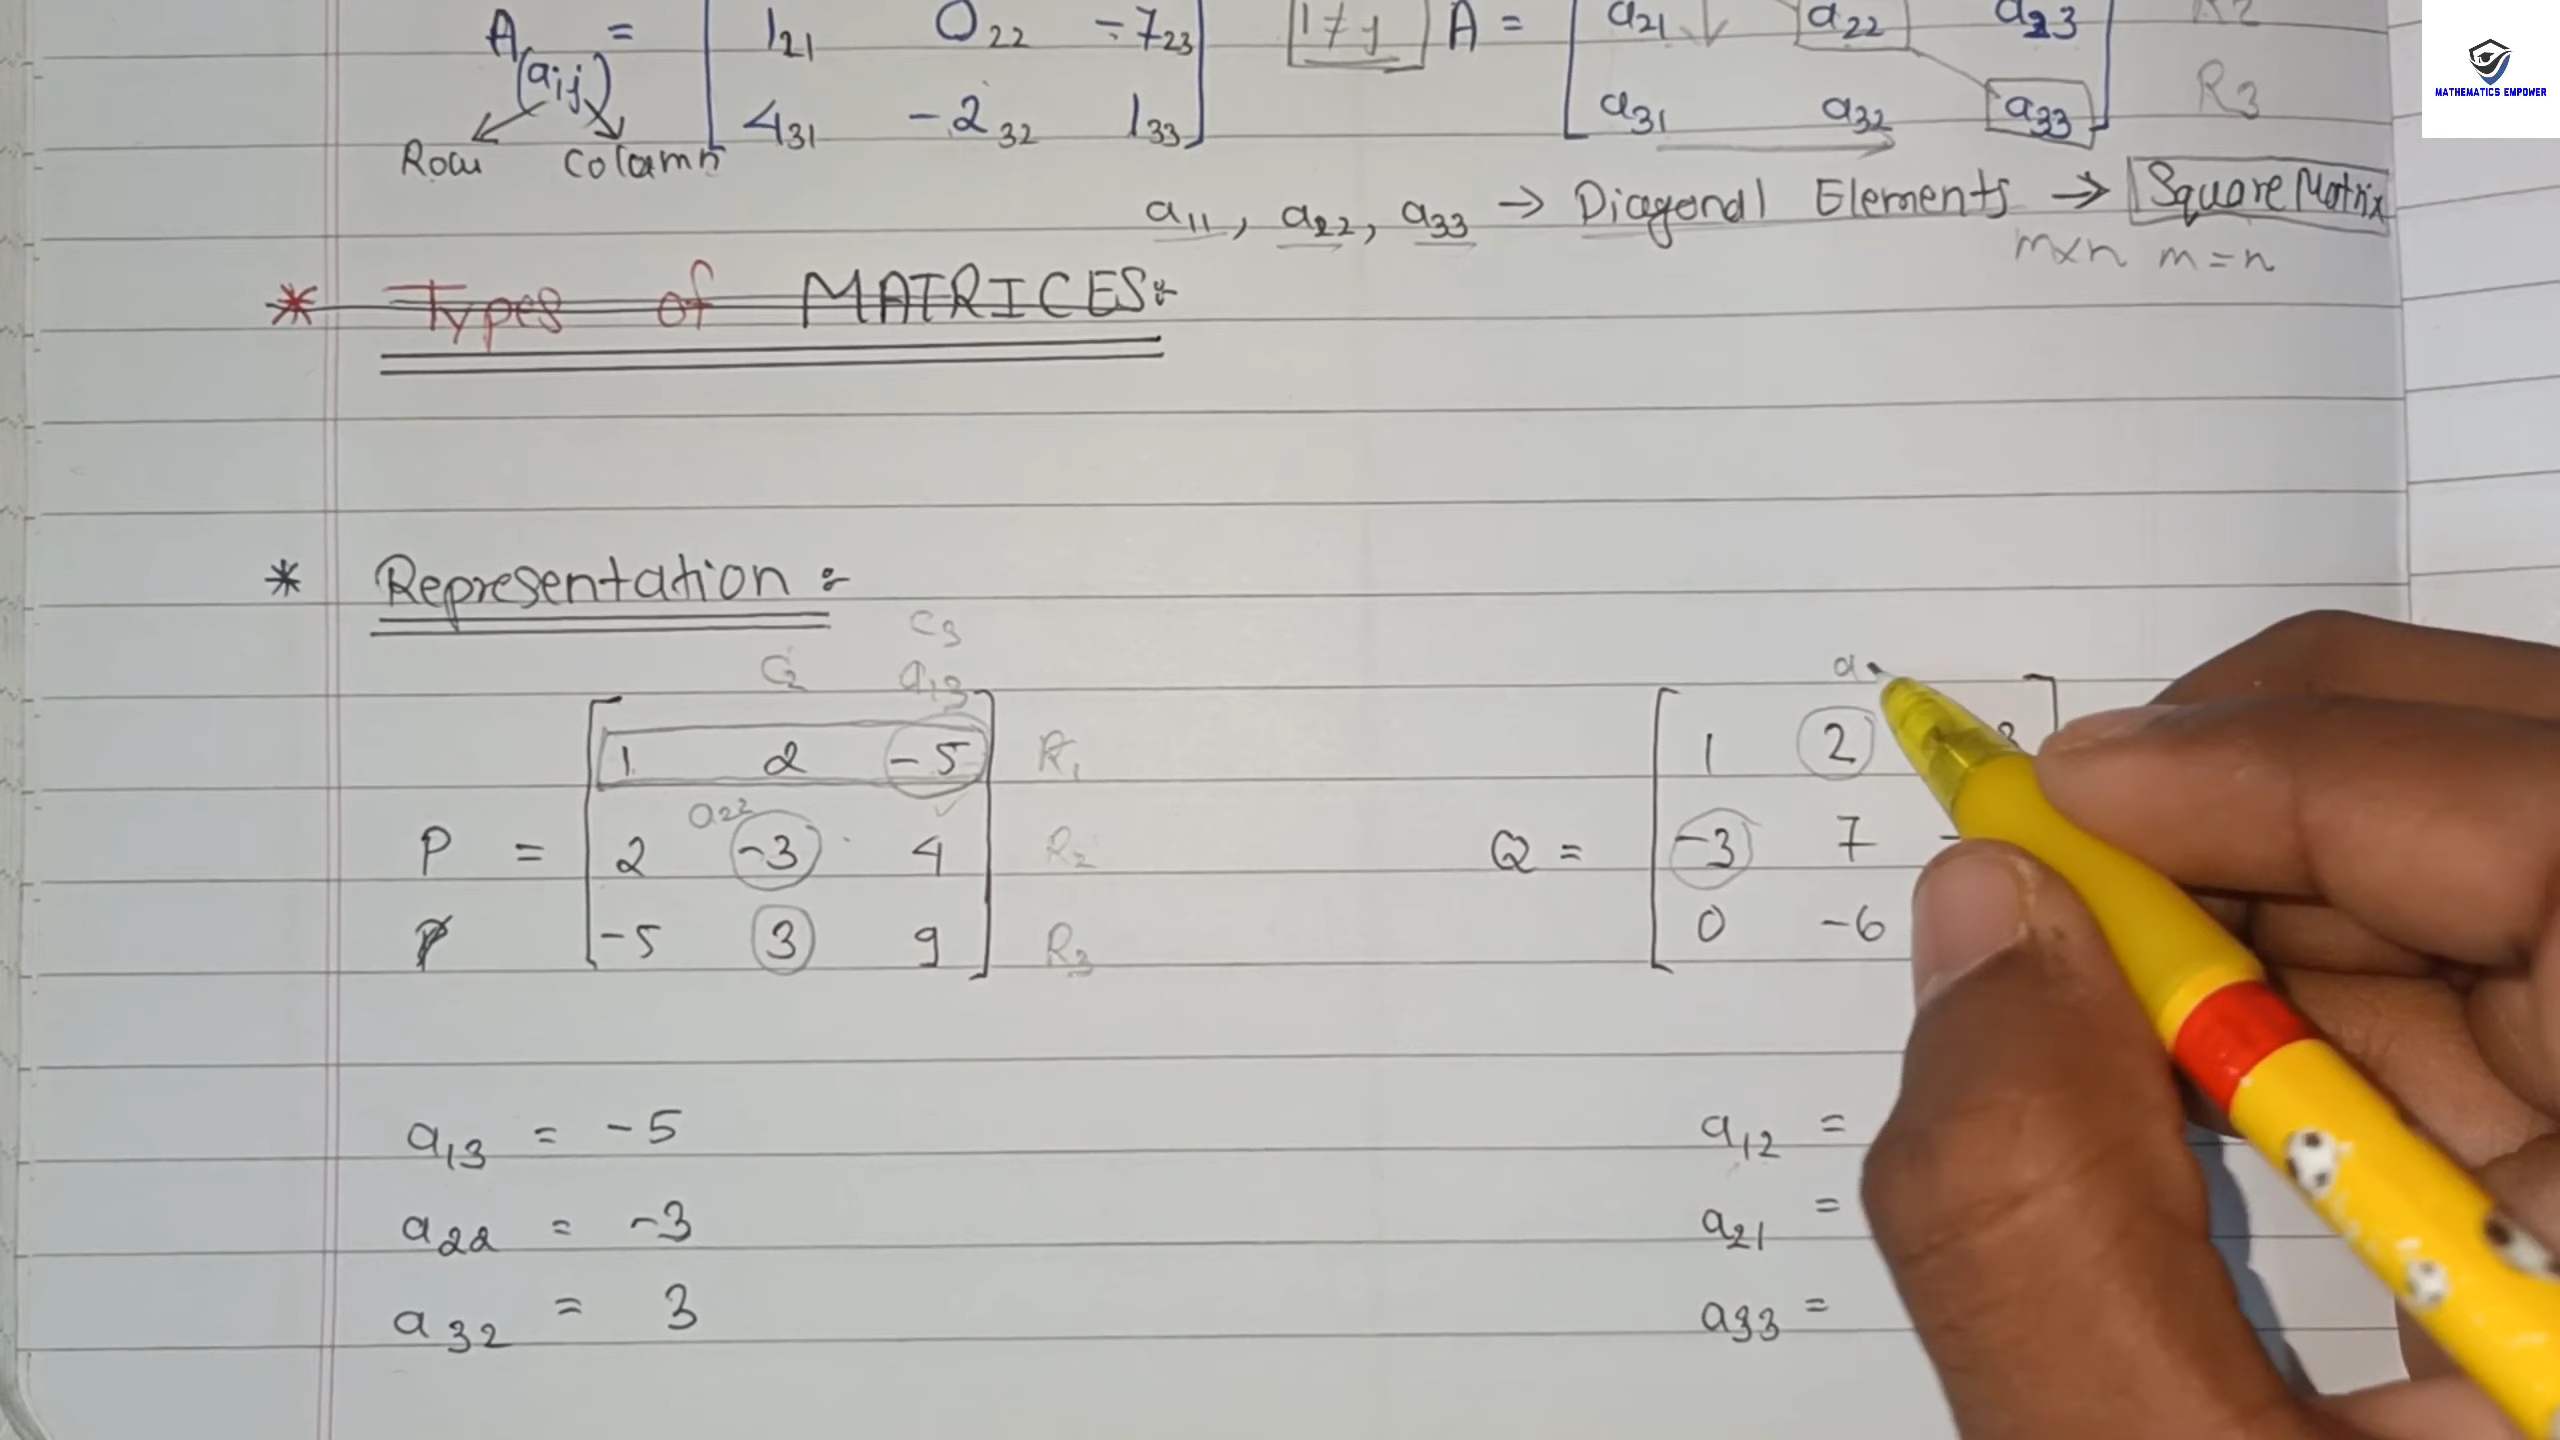 A = 1₂₁ 0₂₂ -7₂₃ i ≠ j A = a₂₁ a₂₂ a₂₃ R₂
(aij) 4₃₁ -2₃₂ 1₃₃ a₃₁ a₃₂ a₃₃ R₃
Row Column
MATHEMATICS EMPOWER
a₁₁, a₂₂, a₃₃ → Diagonal Elements → Square Matrix
m×n m=n
* Types of MATRICES:-
* Representation :-
C₃
C₂ a₁₃ a
1 2 -5 R₁ 1 2
a₂₂
P = 2 -3 4 R₂ Q = -3 7
-5 3 9 R₃ 0 -6
a₁₃ = -5 a₁₂ =
a₂₂ = -3 a₂₁ =
a₃₂ = 3 a₃₃ =